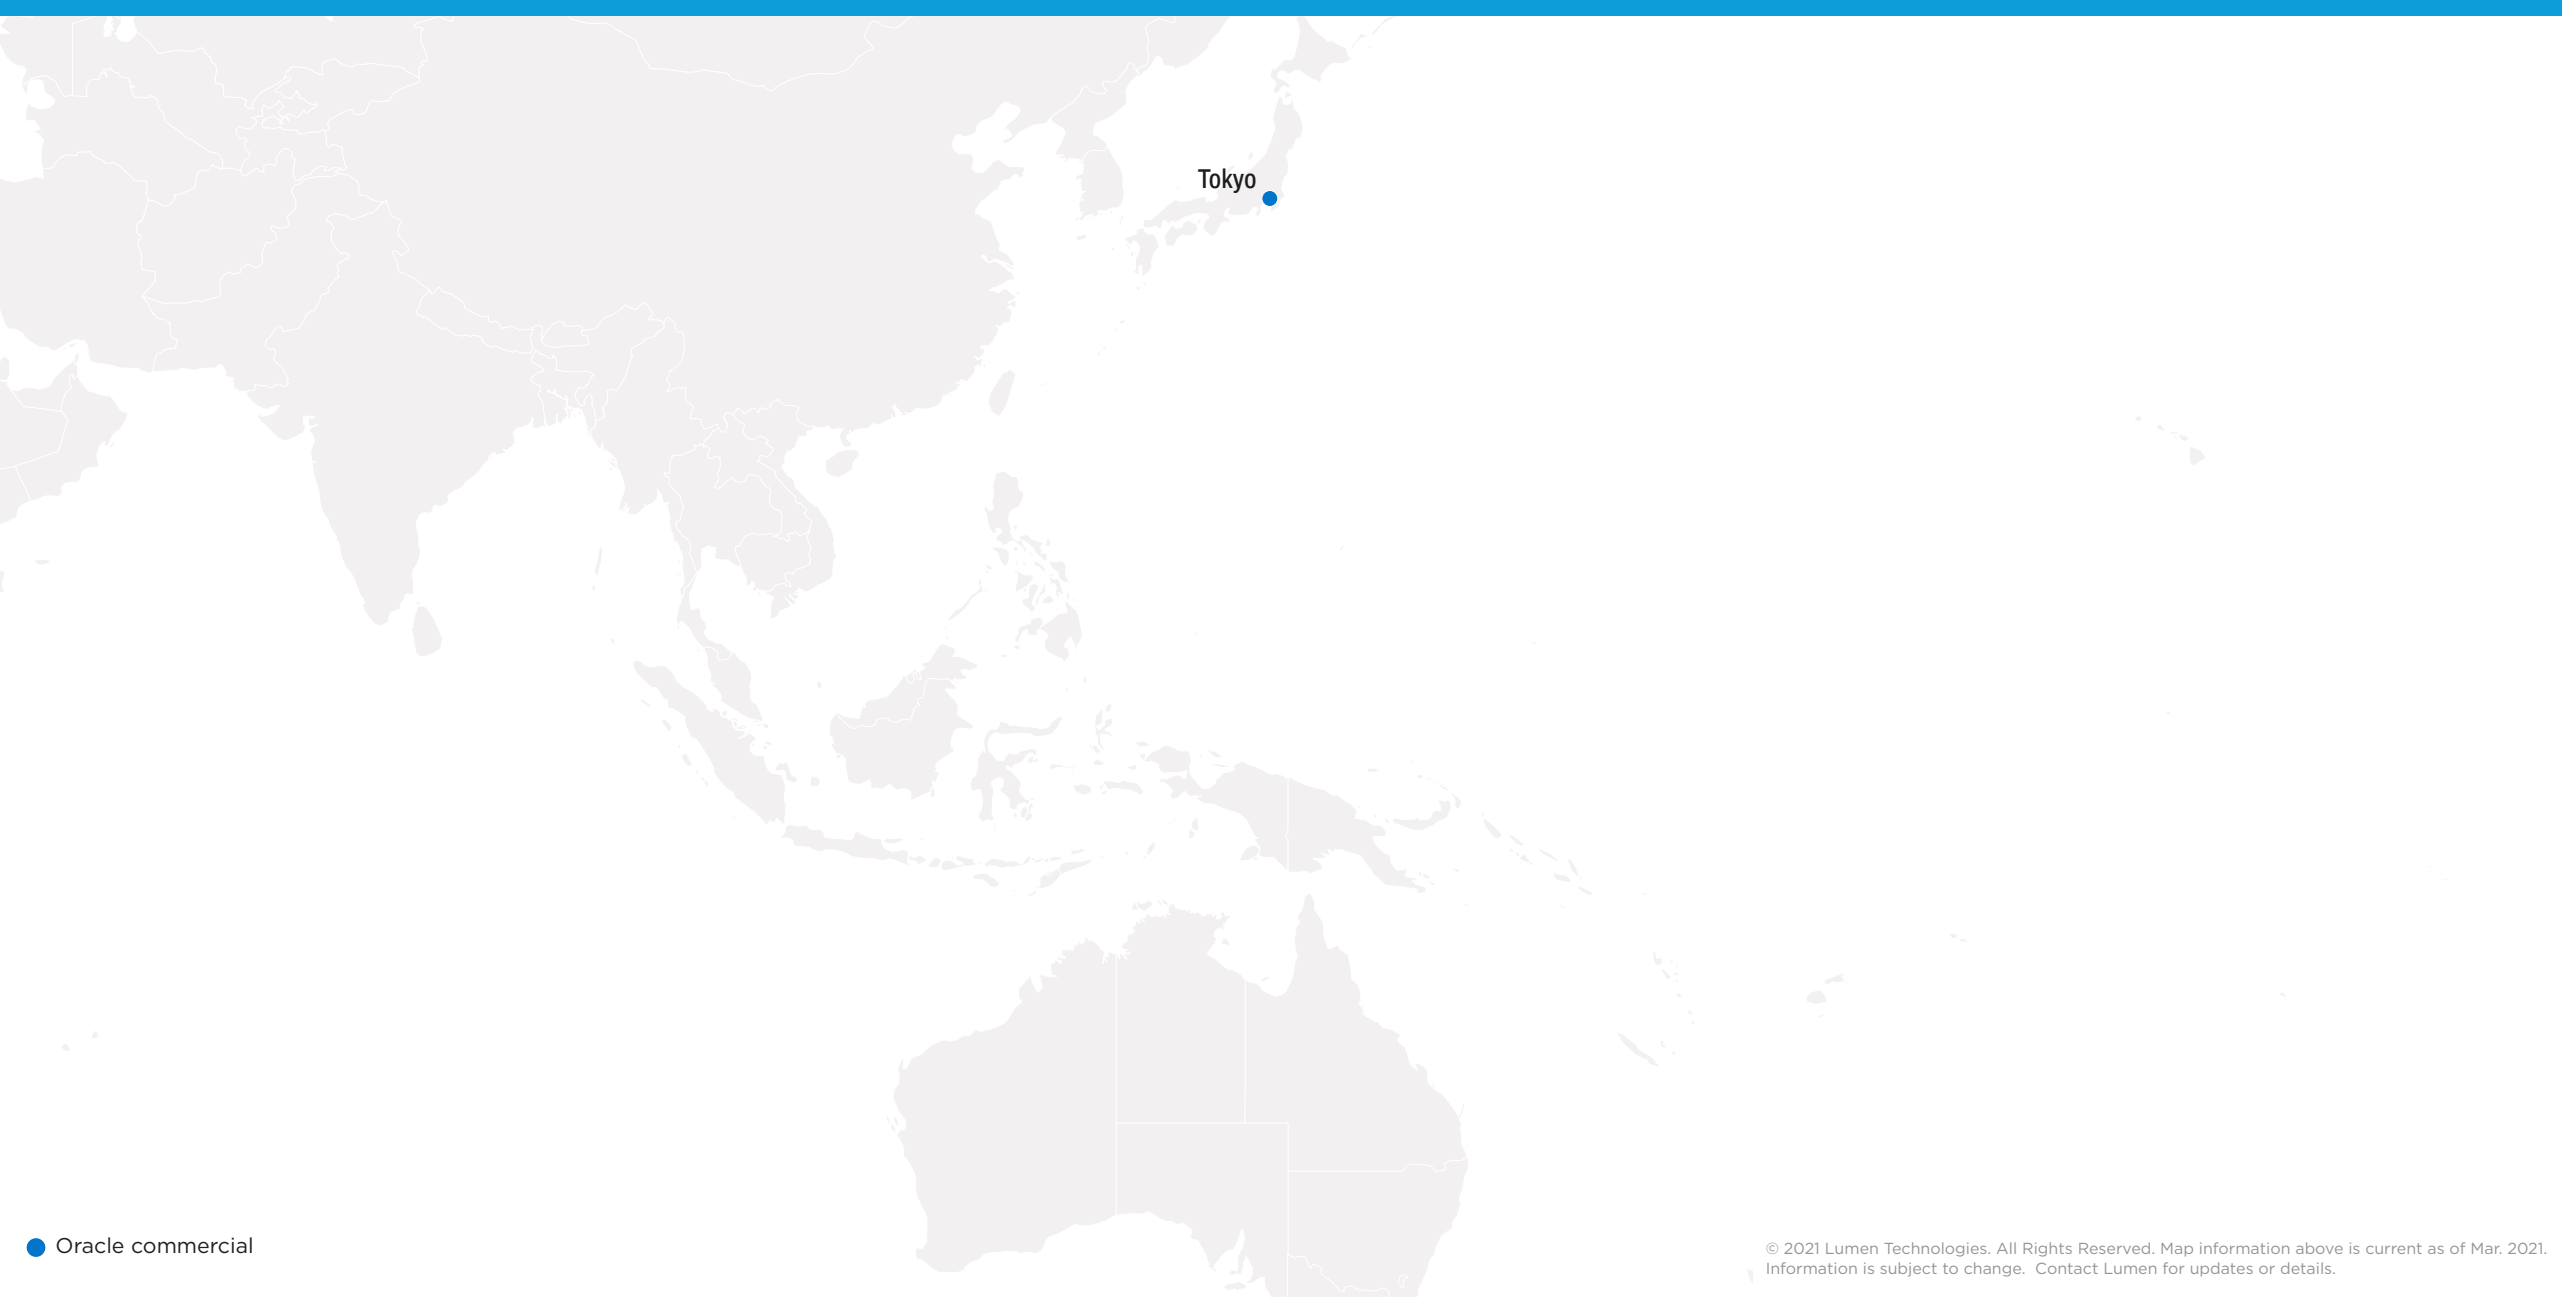 Tokyo
Oracle commercial
© 2021 Lumen Technologies. All Rights Reserved. Map information above is current as of Mar. 2021.
Information is subject to change.  Contact Lumen for updates or details.